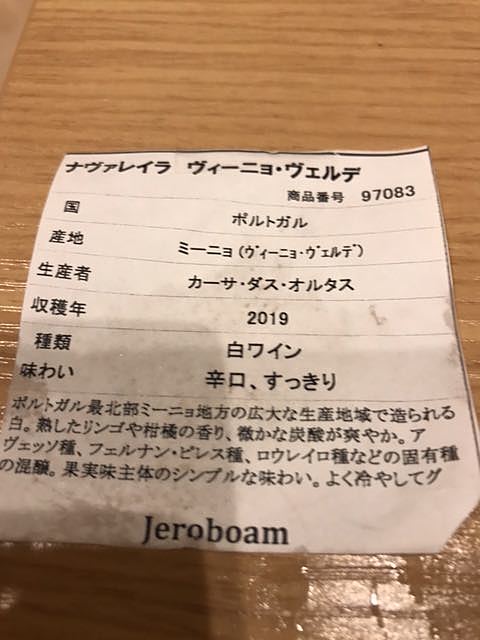 ナヴァレイラ ヴィーニョ・ヴェルデ
商品番号 97083
国 ポルトガル
産地 ミーニョ(ヴィーニョ・ヴェルデ)
生産者 カーサ・ダス・オルタス
収穫年 2019
種類 白ワイン
味わい 辛口、すっきり
ポルトガル最北部ミーニョ地方の広大な生産地域で造られる
白。熟したリンゴや柑橘の香り、微かな炭酸が爽やか。ア
ヴェッソ種、フェルナン・ピレス種、ロウレイロ種などの固有種
の混醸。果実味主体のシンプルな味わい。よく冷やしてグ
Jeroboam